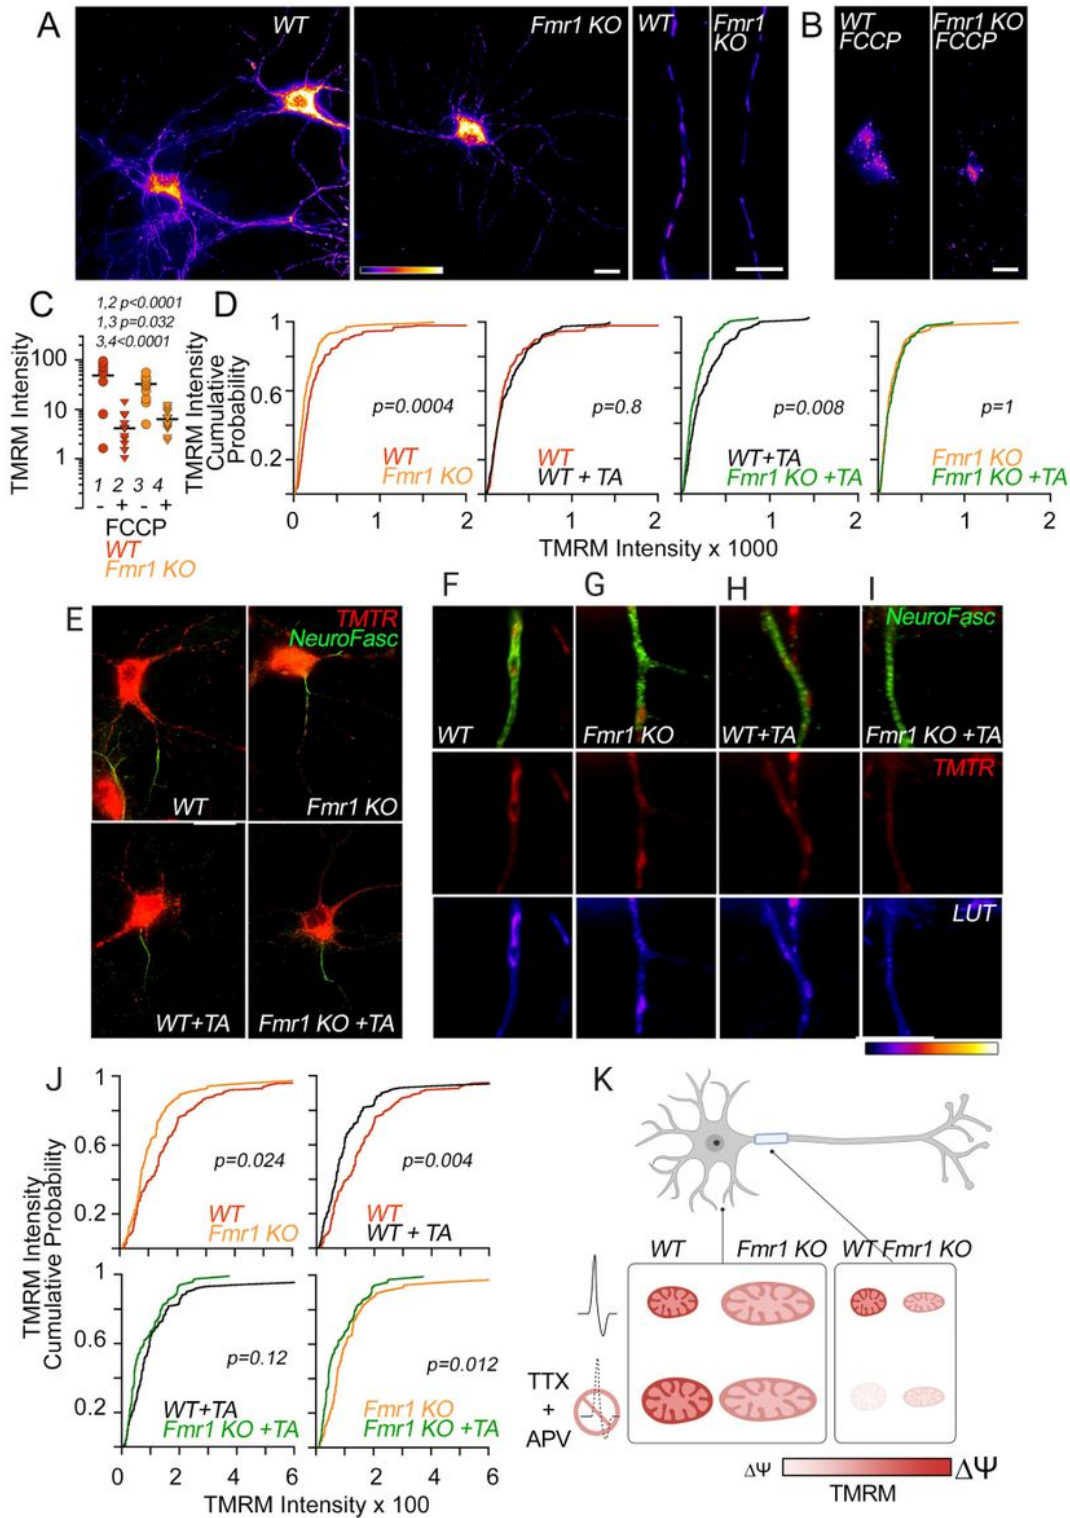 A
WT
Fmr1 KO
WT
Fmr1
KO
B
WT
FCCP
Fmr1 KO
FCCP
C
1,2 p<0.0001
1,3 p=0.032
3,4<0.0001
TMRM Intensity
100
10
1
1 2 3 4
- + - +
FCCP
WT
Fmr1 KO
D
TMRM Intensity
Cumulative
Probability
1
0.6
0.2
p=0.0004
WT
Fmr1 KO
p=0.8
WT
WT + TA
p=0.008
WT+TA
Fmr1 KO +TA
p=1
Fmr1 KO
Fmr1 KO +TA
0 1 2 1 2 1 2 1 2
TMRM Intensity x 1000
E
TMTR
NeuroFasc
WT
Fmr1 KO
WT+TA
Fmr1 KO +TA
F
G
H
I
NeuroFasc
WT
Fmr1 KO
WT+TA
Fmr1 KO +TA
TMTR
LUT
J
TMRM Intensity
Cumulative Probability
1
0.6
0.2
p=0.024
WT
Fmr1 KO
p=0.004
WT
WT + TA
1
0.6
0.2
p=0.12
WT+TA
Fmr1 KO +TA
p=0.012
Fmr1 KO
Fmr1 KO +TA
0 2 4 6 2 4 6
TMRM Intensity x 100
K
WT
Fmr1 KO
WT Fmr1 KO
TTX
+
APV
ΔΨ
ΔΨ
TMRM